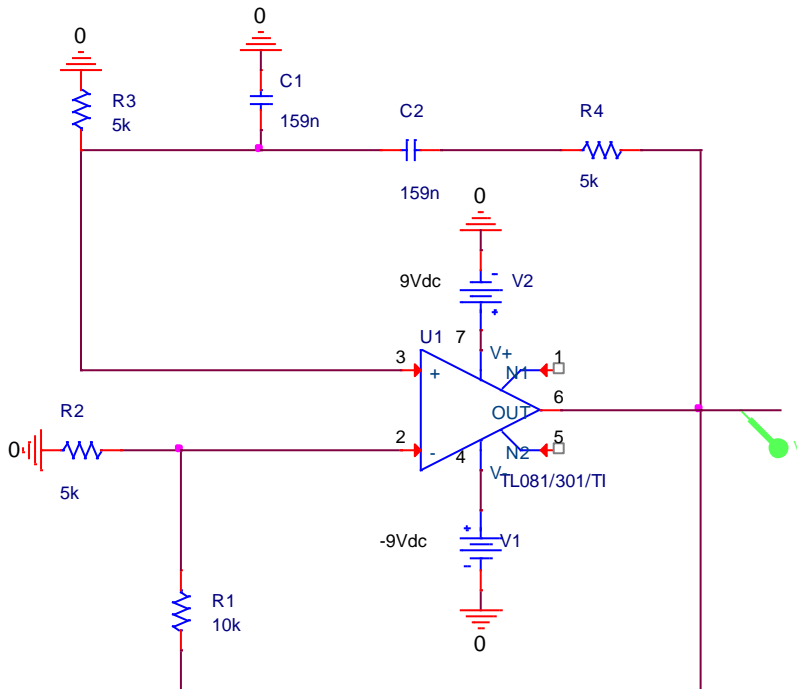 0
0
R3
5k
C1
159n
C2
159n
R4
5k
0
9Vdc
-
+
V2
U1
7
V+
3
+
N1
1
OUT
6
2
-
N2
5
4
V-
TL081/301/TI
0
R2
5k
-9Vdc
+
-
V1
0
R1
10k
V